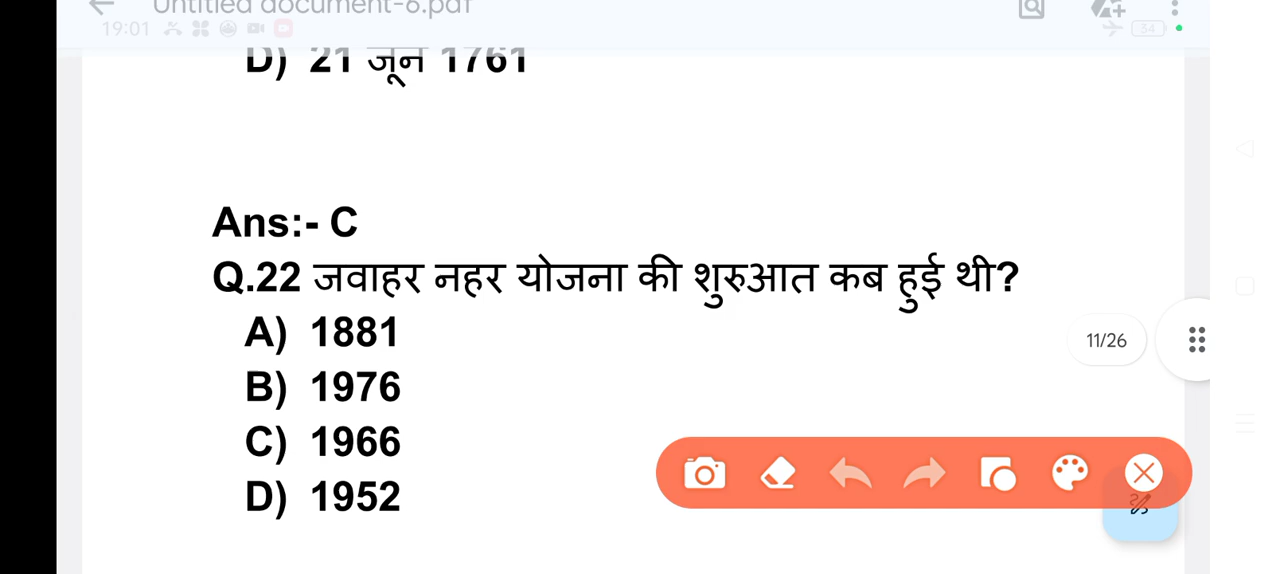 Untitled document-6.pdf
19:01
34
D) 21 जून 1761
Ans:- C
Q.22 जवाहर नहर योजना की शुरुआत कब हुई थी?
A) 1881
11/26
B) 1976
C) 1966
D) 1952